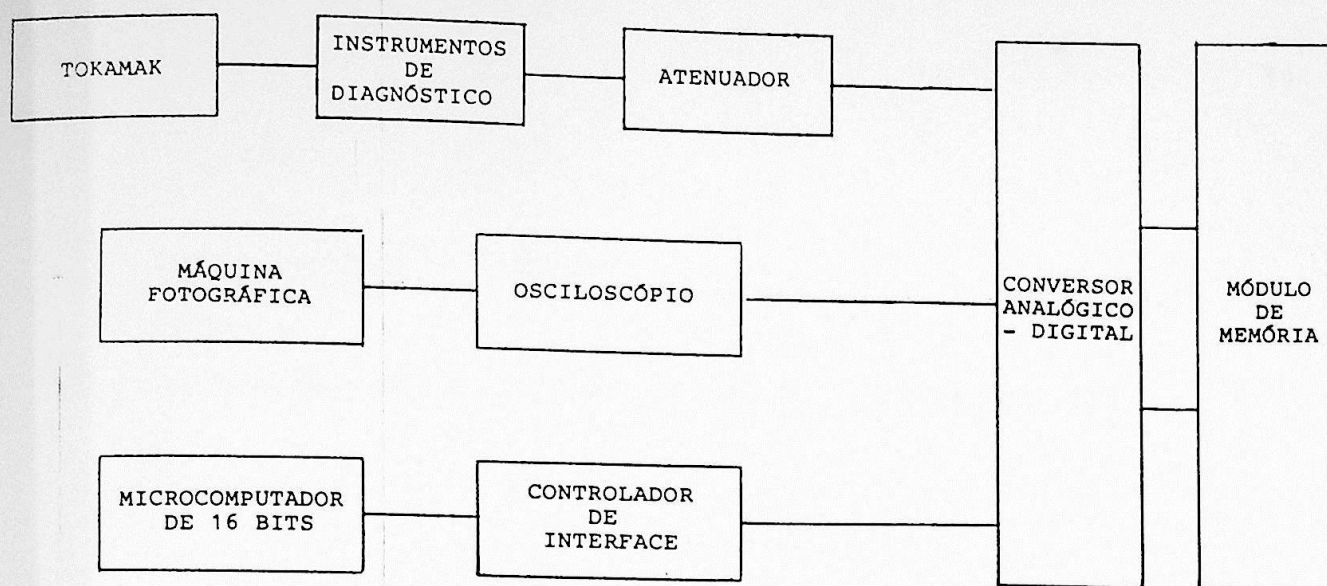 TOKAMAK
INSTRUMENTOS
DE
DIAGNÓSTICO
ATENUADOR
MÁQUINA
FOTOGRÁFICA
OSCILOSCÓPIO
CONVERSOR
ANALÓGICO
- DIGITAL
MÓDULO
DE
MEMÓRIA
MICROCOMPUTADOR
DE 16 BITS
CONTROLADOR
DE
INTERFACE